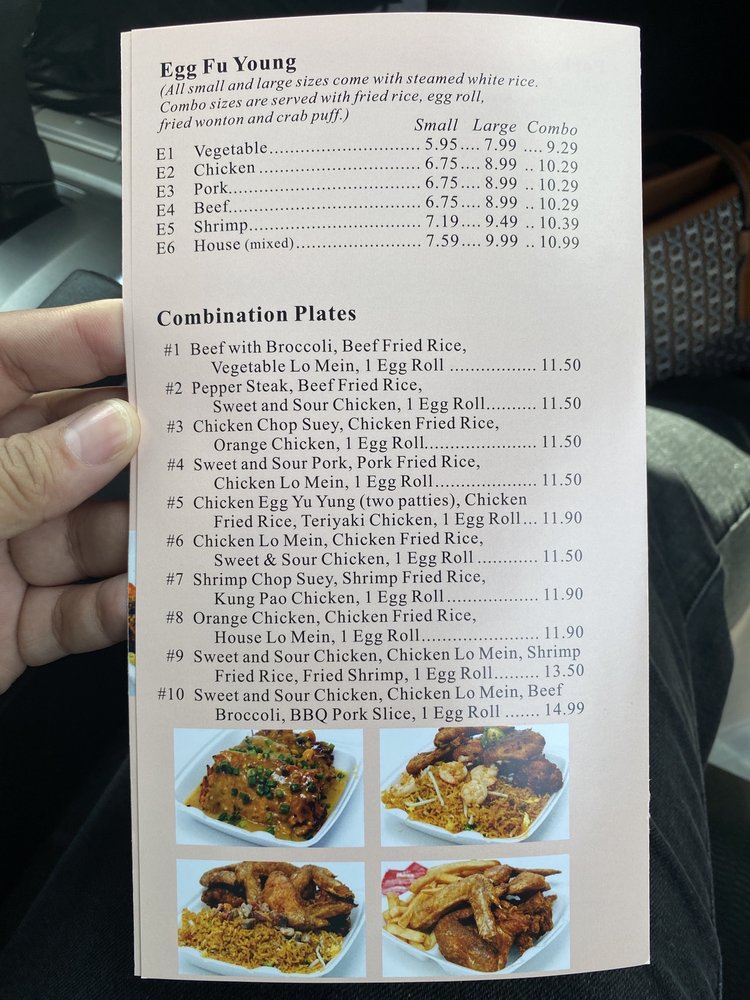 Egg Fu Young
(All small and large sizes come with steamed white rice.
Combo sizes are served with fried rice, egg roll,
fried wonton and crab puff.)
Small Large Combo
E1 Vegetable.......................... 5.95.... 7.99 .... 9.29
E2 Chicken ........................... 6.75.... 8.99 .. 10.29
E3 Pork................................ 6.75.... 8.99 .. 10.29
E4 Beef................................ 6.75.... 8.99 .. 10.29
E5 Shrimp............................. 7.19.... 9.49 .. 10.39
E6 House (mixed)..................... 7.59.... 9.99 .. 10.99
Combination Plates
#1 Beef with Broccoli, Beef Fried Rice,
Vegetable Lo Mein, 1 Egg Roll ................. 11.50
#2 Pepper Steak, Beef Fried Rice,
Sweet and Sour Chicken, 1 Egg Roll.......... 11.50
#3 Chicken Chop Suey, Chicken Fried Rice,
Orange Chicken, 1 Egg Roll...................... 11.50
#4 Sweet and Sour Pork, Pork Fried Rice,
Chicken Lo Mein, 1 Egg Roll.................... 11.50
#5 Chicken Egg Yu Yung (two patties), Chicken
Fried Rice, Teriyaki Chicken, 1 Egg Roll... 11.90
#6 Chicken Lo Mein, Chicken Fried Rice,
Sweet & Sour Chicken, 1 Egg Roll ............ 11.50
#7 Shrimp Chop Suey, Shrimp Fried Rice,
Kung Pao Chicken, 1 Egg Roll.................. 11.90
#8 Orange Chicken, Chicken Fried Rice,
House Lo Mein, 1 Egg Roll....................... 11.90
#9 Sweet and Sour Chicken, Chicken Lo Mein, Shrimp
Fried Rice, Fried Shrimp, 1 Egg Roll......... 13.50
#10 Sweet and Sour Chicken, Chicken Lo Mein, Beef
Broccoli, BBQ Pork Slice, 1 Egg Roll ....... 14.99